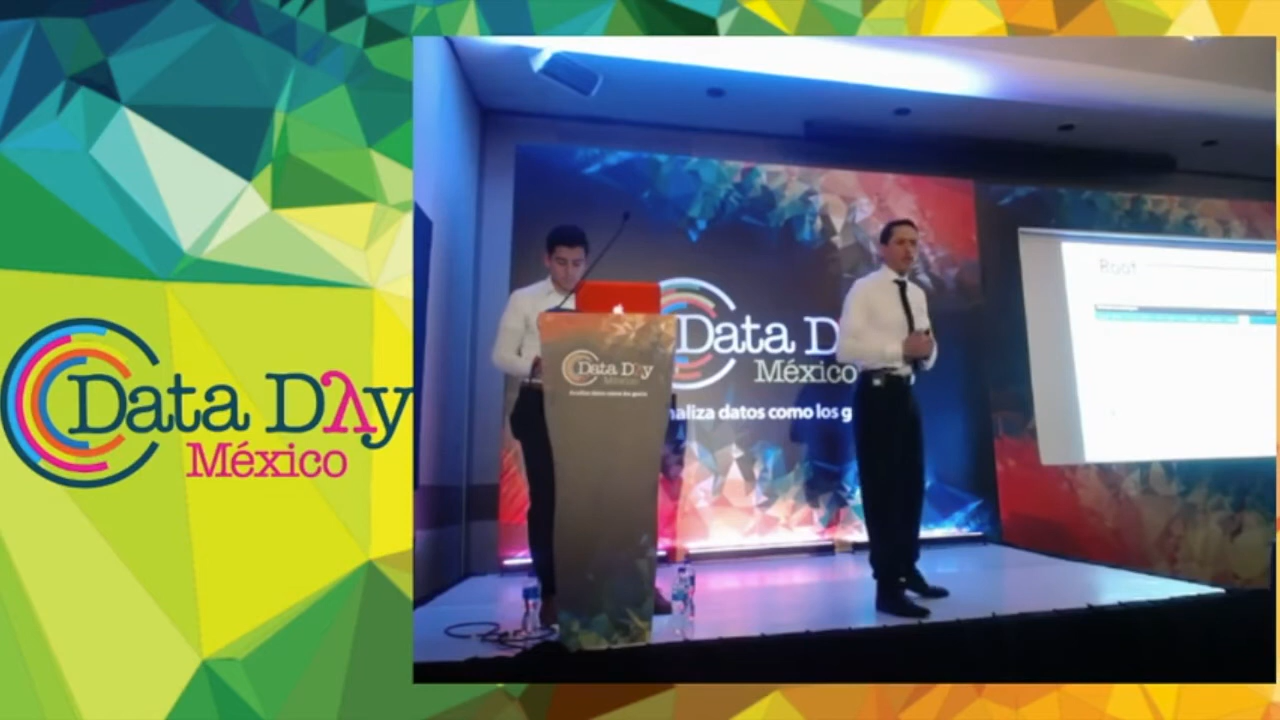 Data Dλy
México
Data Dλy
México
Data D
México
naliza datos como los g
Root